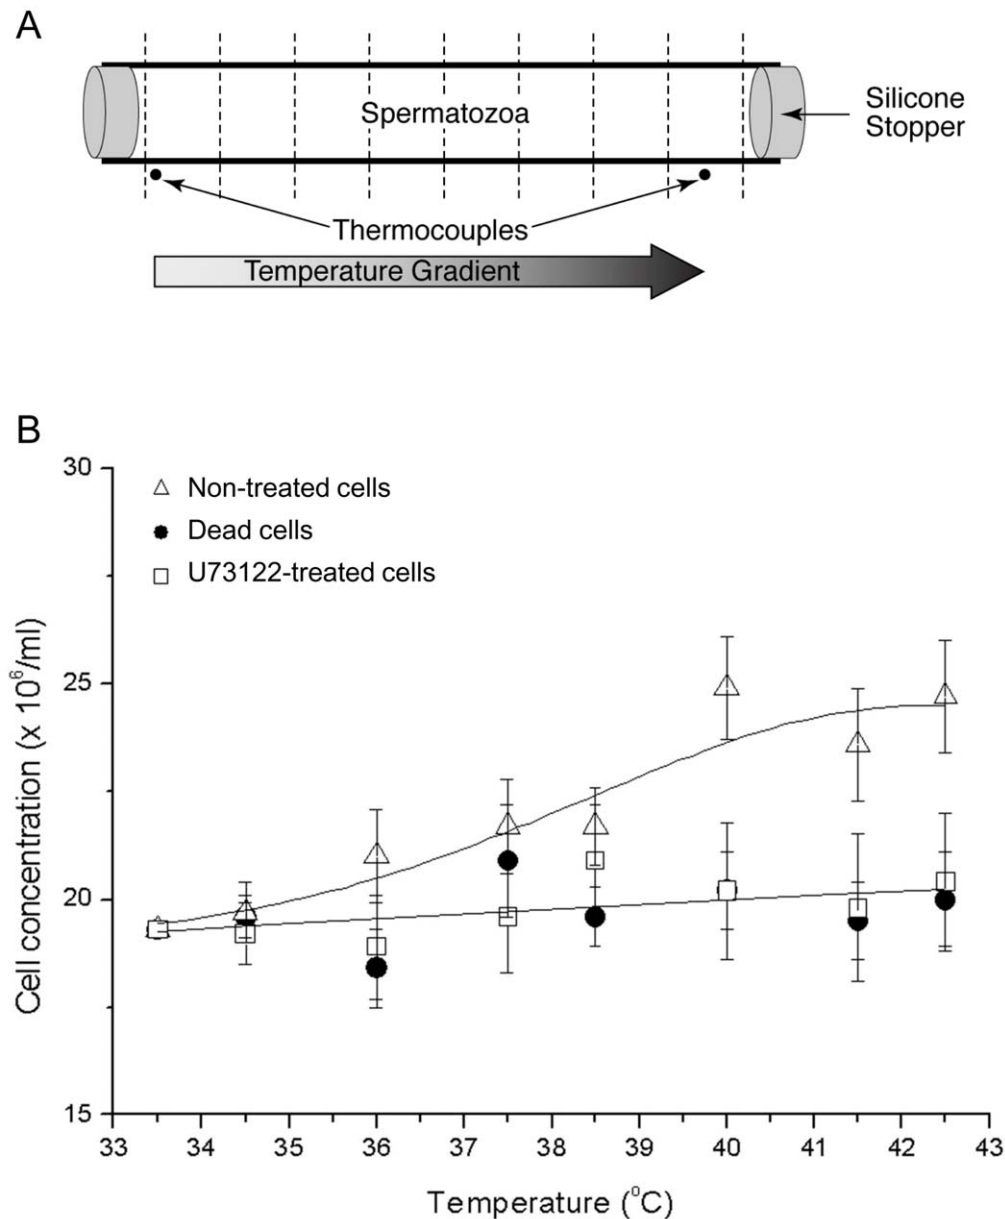 A
Spermatozoa
Silicone
Stopper
Thermocouples
Temperature Gradient
B
30
25
20
15
Cell concentration (x 10⁶/ml)
Non-treated cells
Dead cells
U73122-treated cells
33 34 35 36 37 38 39 40 41 42 43
Temperature (⁰C)